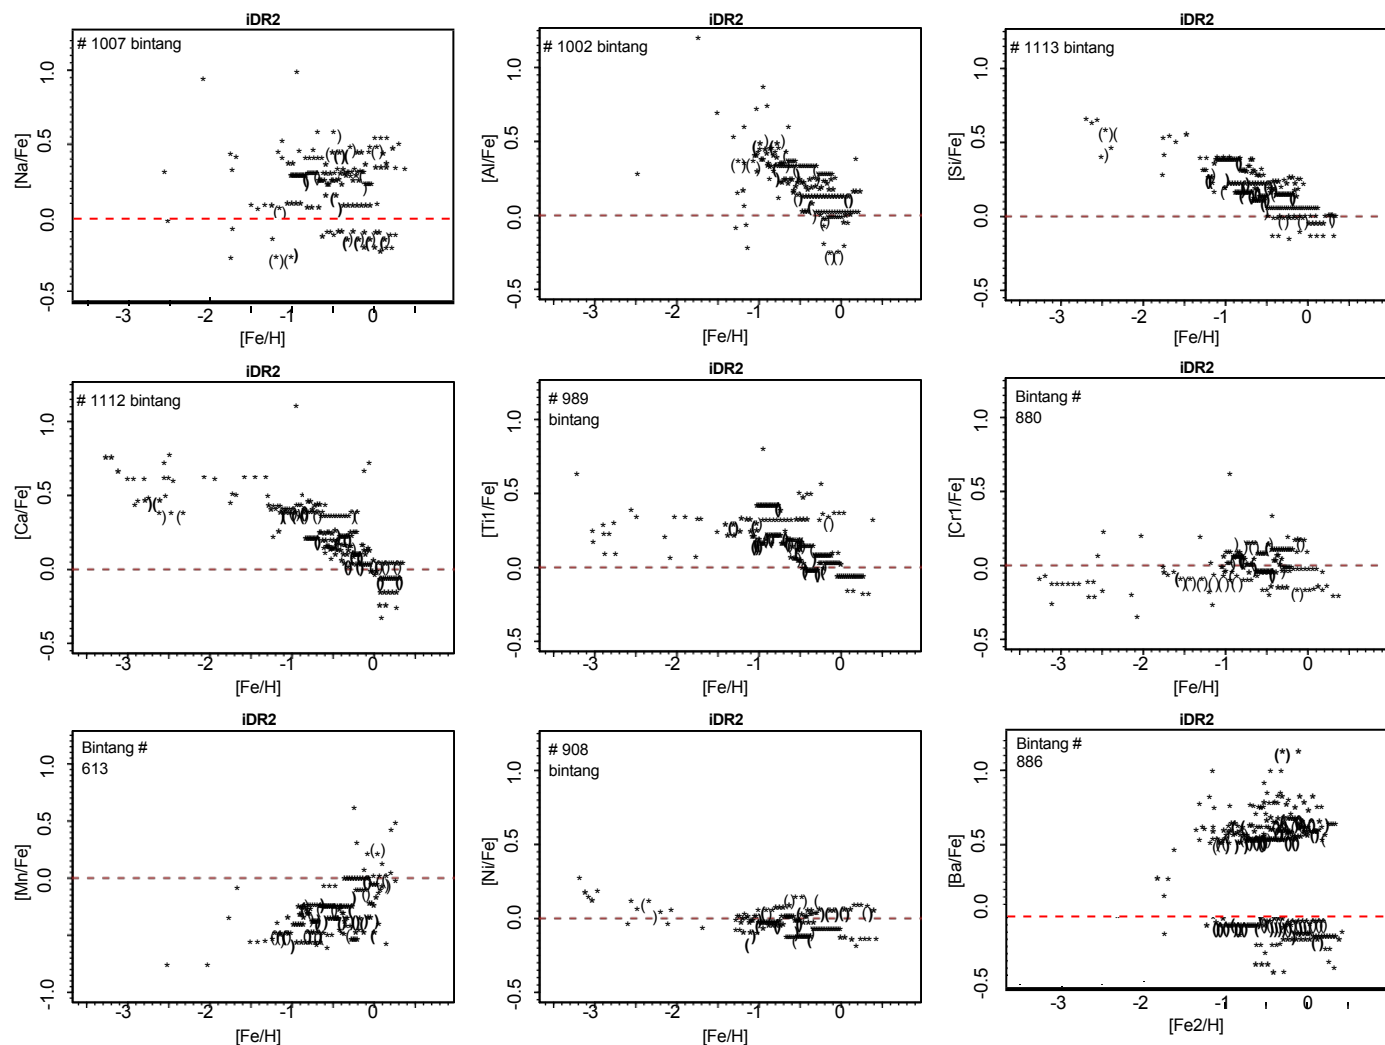 iDR2
# 1007 bintang
1.0
0.5
0.0
-0.5
[Na/Fe]
-3 -2 -1 0
[Fe/H]
iDR2
# 1002 bintang
1.0
0.5
0.0
-0.5
[Al/Fe]
-3 -2 -1 0
[Fe/H]
iDR2
# 1113 bintang
1.0
0.5
0.0
-0.5
[Si/Fe]
-3 -2 -1 0
[Fe/H]
iDR2
# 1112 bintang
1.0
0.5
0.0
-0.5
[Ca/Fe]
-3 -2 -1 0
[Fe/H]
iDR2
# 989
bintang
1.0
0.5
0.0
-0.5
[Ti1/Fe]
-3 -2 -1 0
[Fe/H]
iDR2
Bintang #
880
1.0
0.5
0.0
-0.5
[Cr1/Fe]
-3 -2 -1 0
[Fe/H]
iDR2
Bintang #
613
1.0
0.5
0.0
-1.0
[Mn/Fe]
-3 -2 -1 0
[Fe/H]
iDR2
# 908
bintang
1.0
0.5
0.0
-0.5
[Ni/Fe]
-3 -2 -1 0
[Fe/H]
iDR2
Bintang #
886
1.0
0.5
0.0
-0.5
[Ba/Fe]
-3 -2 -1 0
[Fe2/H]